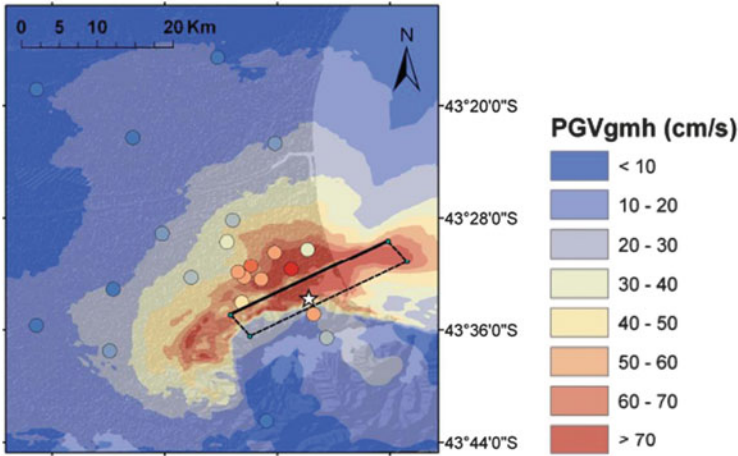 0 5 10 20 Km
N
43°20'0"S
43°28'0"S
43°36'0"S
43°44'0"S
PGVgmh (cm/s)
< 10
10 - 20
20 - 30
30 - 40
40 - 50
50 - 60
60 - 70
> 70